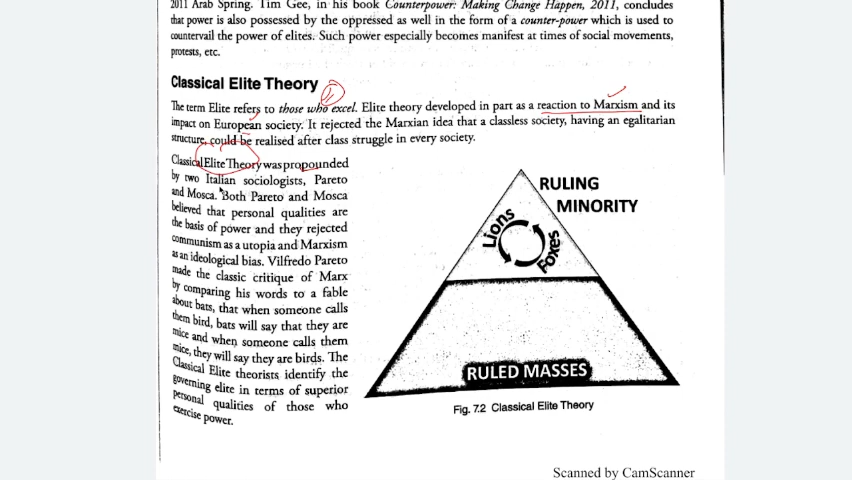 2011 Arab Spring. Tim Gee, in his book Counterpower: Making Change Happen, 2011, concludes
that power is also possessed by the oppressed as well in the form of a counter-power which is used to
countervail the power of elites. Such power especially becomes manifest at times of social movements,
protests, etc.
Classical Elite Theory
The term Elite refers to those who excel. Elite theory developed in part as a reaction to Marxism and its
impact on European society. It rejected the Marxian idea that a classless society, having an egalitarian
structure, could be realised after class struggle in every society.
Classical Elite Theory was propounded
by two Italian sociologists, Pareto
and Mosca. Both Pareto and Mosca
believed that personal qualities are
the basis of power and they rejected
communism as a utopia and Marxism
as an ideological bias. Vilfredo Pareto
made the classic critique of Marx
by comparing his words to a fable
about bats, that when someone calls
them bird, bats will say that they are
mice and when someone calls them
mice, they will say they are birds. The
Classical Elite theorists identify the
governing elite in terms of superior
personal qualities of those who
exercise power.
RULING
MINORITY
Lions
Foxes
RULED MASSES
Fig. 7.2 Classical Elite Theory
Scanned by CamScanner